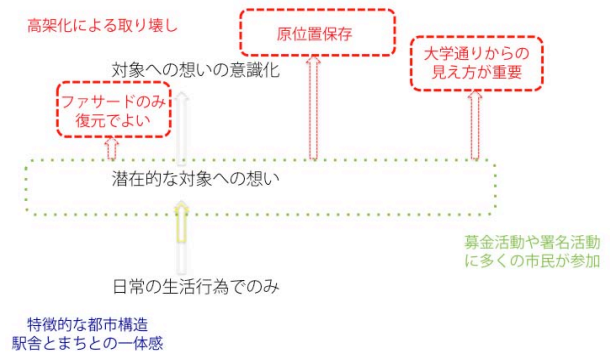 高架化による取り壊し
原位置保存
大学通りからの
見え方が重要
対象への想いの意識化
ファサードのみ
復元でよい
潜在的な対象への想い
募金活動や署名活動
に多くの市民が参加
日常の生活行為でのみ
特徴的な都市構造
駅舎とまちとの一体感